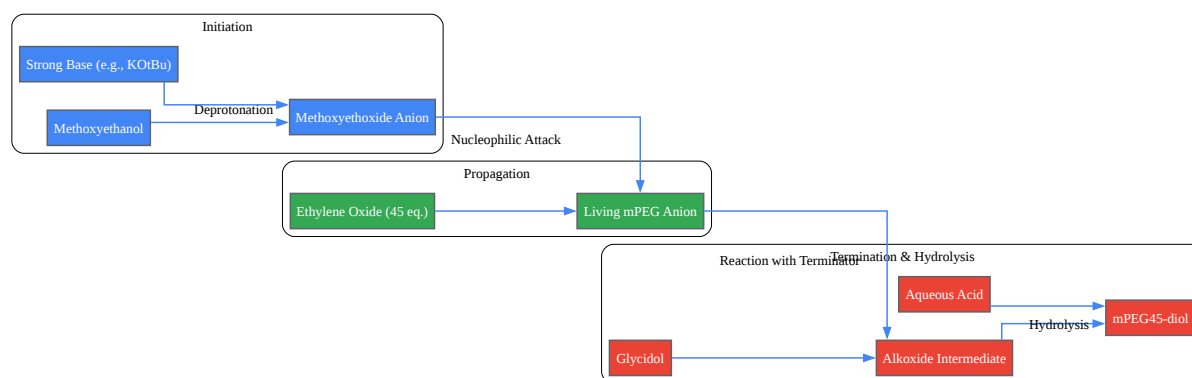 Initiation
Strong Base (e.g., KOtBu)
Deprotonation
Methoxyethanol
Methoxyethoxide Anion
Nucleophilic Attack
Propagation
Ethylene Oxide (45 eq.)
Living mPEG Anion
Termination & Hydrolysis
Reaction with Terminator
Aqueous Acid
mPEG45-diol
Hydrolysis
Glycidol
Alkoxide Intermediate